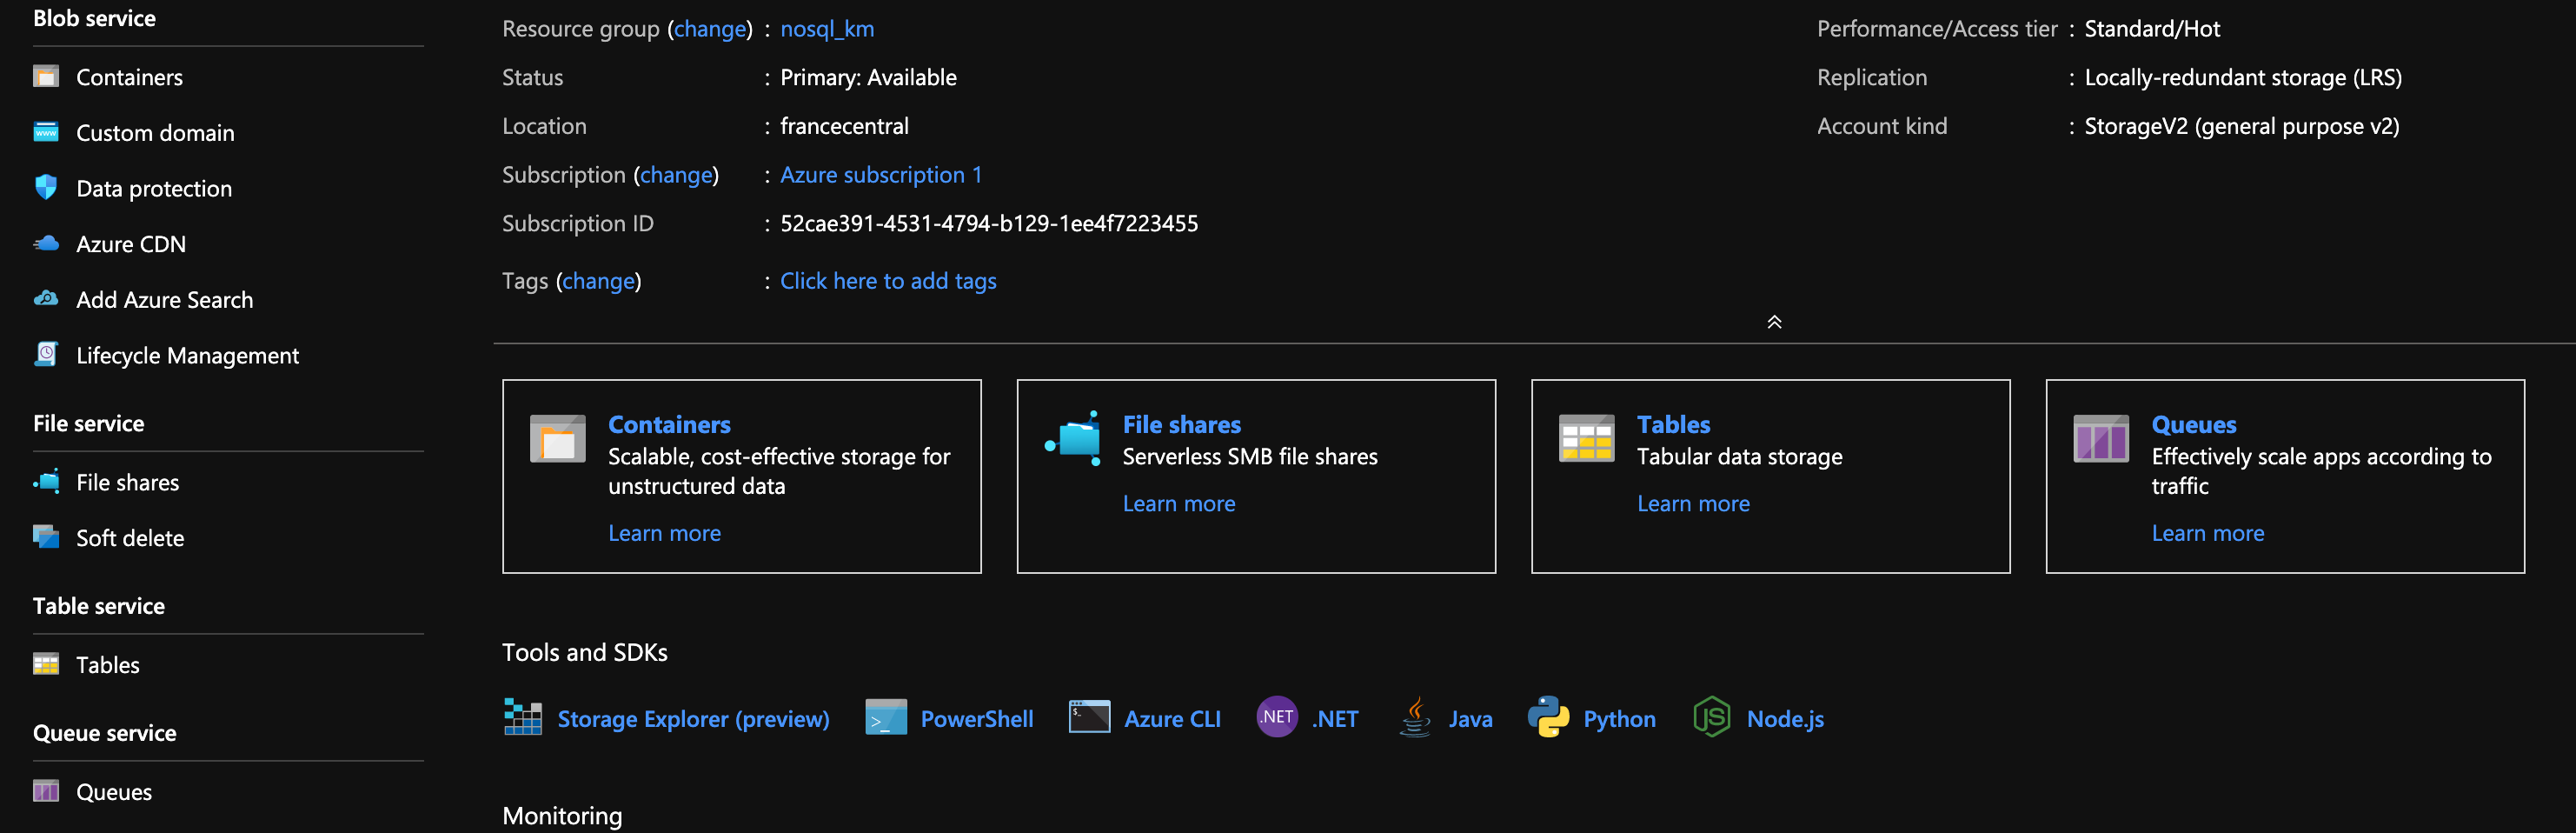 Blob service
Containers
Custom domain
Data protection
Azure CDN
Add Azure Search
Lifecycle Management
File service
File shares
Soft delete
Table service
Tables
Queue service
Queues
Resource group (change) : nosql_km
Status : Primary: Available
Location : francecentral
Subscription (change) : Azure subscription 1
Subscription ID : 52cae391-4531-4794-b129-1ee4f7223455
Tags (change) : Click here to add tags
Performance/Access tier : Standard/Hot
Replication : Locally-redundant storage (LRS)
Account kind : StorageV2 (general purpose v2)
Containers
Scalable, cost-effective storage for
unstructured data
Learn more
File shares
Serverless SMB file shares
Learn more
Tables
Tabular data storage
Learn more
Queues
Effectively scale apps according to
traffic
Learn more
Tools and SDKs
Storage Explorer (preview) PowerShell Azure CLI .NET .NET Java Python JS Node.js
Monitoring